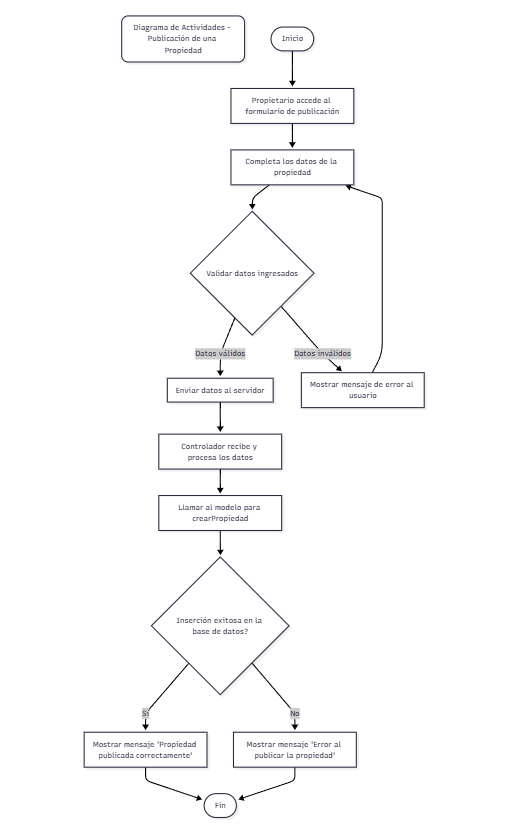 Diagrama de Actividades -
Publicación de una
Propiedad
Inicio
Propietario accede al
formulario de publicación
Completa los datos de la
propiedad
Validar datos ingresados
Datos válidos
Datos inválidos
Mostrar mensaje de error al
usuario
Enviar datos al servidor
Controlador recibe y
procesa los datos
Llamar al modelo para
crearPropiedad
Inserción exitosa en la
base de datos?
Sí
No
Mostrar mensaje 'Propiedad
publicada correctamente'
Mostrar mensaje 'Error al
publicar la propiedad'
Fin